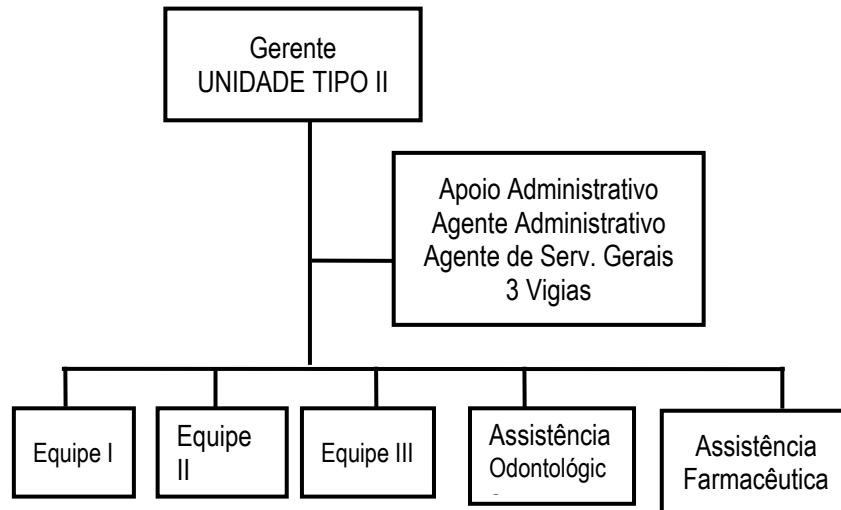 Gerente
UNIDADE TIPO II
Apoio Administrativo
Agente Administrativo
Agente de Serv. Gerais
3 Vigias
Equipe I
Equipe
II
Equipe III
Assistência
Odontológic
Assistência
Farmacêutica